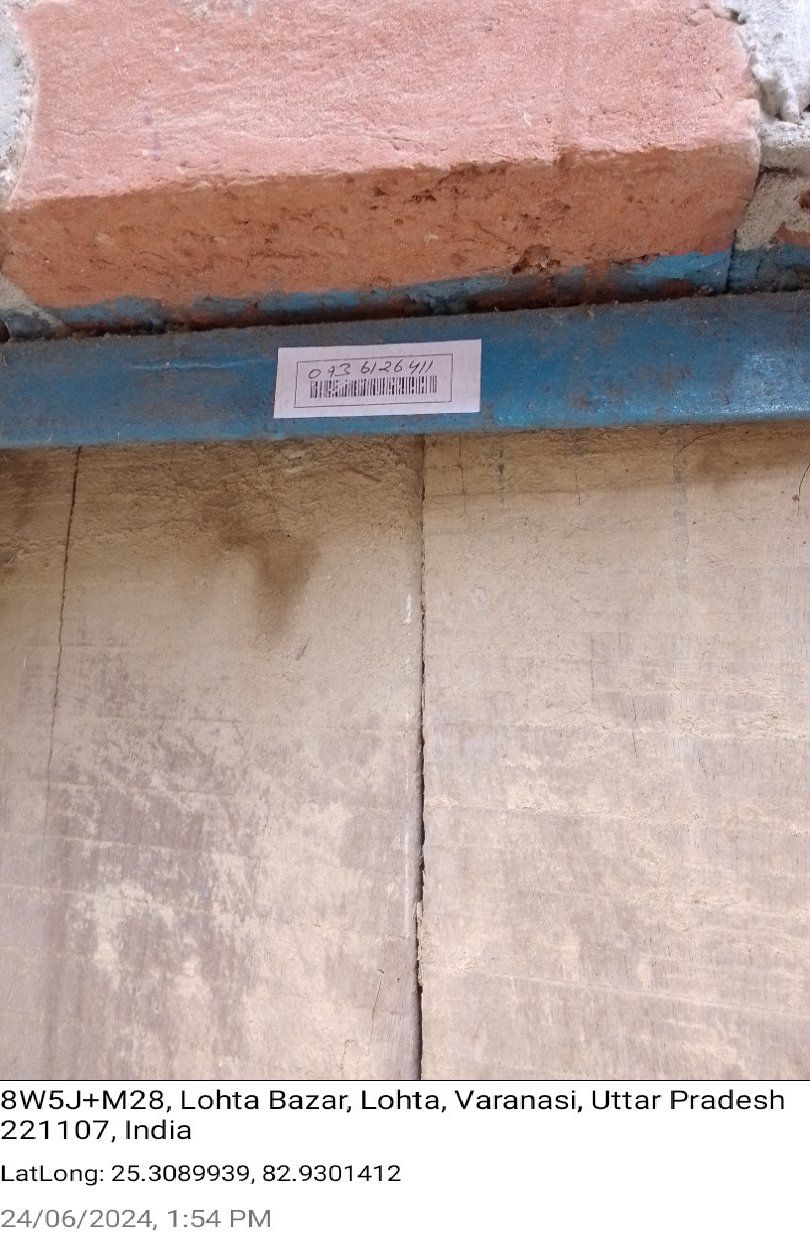 0936126411
8W5J+M28, Lohta Bazar, Lohta, Varanasi, Uttar Pradesh
221107, India
LatLong: 25.3089939, 82.9301412
24/06/2024, 1:54 PM